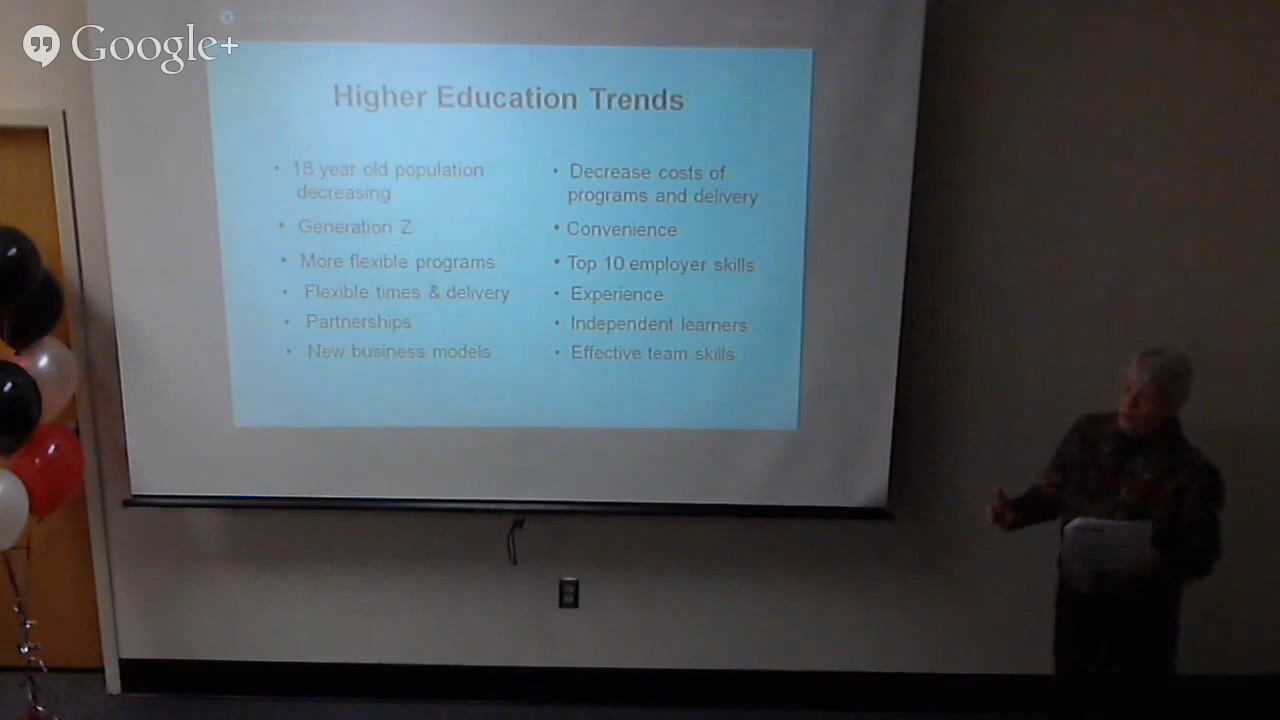 Google+
Higher Education Trends
• 18 year old population
decreasing
• Generation Z
• More flexible programs
• Flexible times & delivery
• Partnerships
• New business models
• Decrease costs of
programs and delivery
• Convenience
• Top 10 employer skills
• Experience
• Independent learners
• Effective team skills